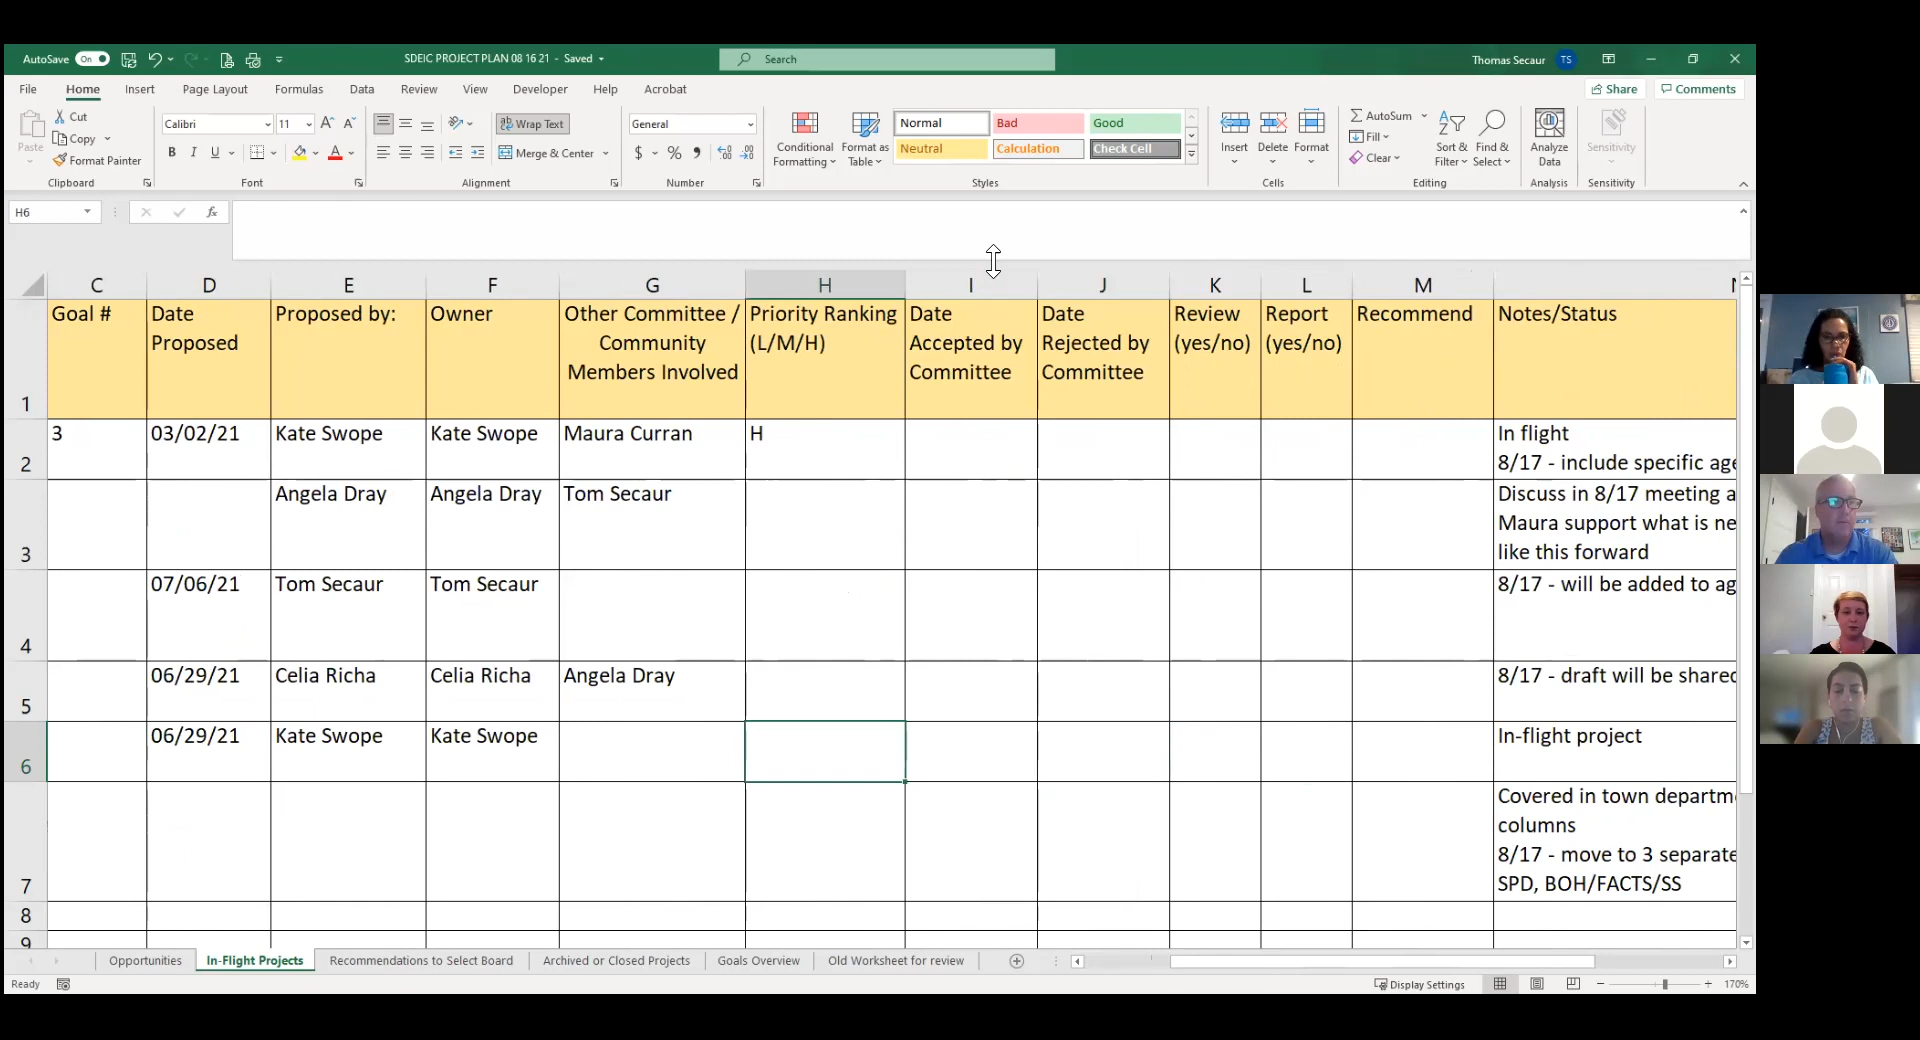 AutoSave On
SDEIC PROJECT PLAN 08 16 21 - Saved
Search
Thomas Secaur TS
File Home Insert Page Layout Formulas Data Review View Developer Help Acrobat
Share Comments
Paste
Cut
Copy
Format Painter
Clipboard
Calibri 11
A A
B I U A
Font
Wrap Text
Merge & Center
Alignment
General
$ % 9
Number
Conditional Formatting
Format as Table
Normal Bad Good
Neutral Calculation Check Cell
Styles
Insert Delete Format
Cells
AutoSum
Fill
Clear
Sort & Filter
Find & Select
Editing
Analyze Data
Analysis
Sensitivity
Sensitivity
H6 fx
C D E F G H I J K L M
1
Goal #
Date
Proposed
Proposed by:
Owner
Other Committee /
Community
Members Involved
Priority Ranking
(L/M/H)
Date
Accepted by
Committee
Date
Rejected by
Committee
Review
(yes/no)
Report
(yes/no)
Recommend
Notes/Status
2
3 03/02/21 Kate Swope Kate Swope Maura Curran H
In flight
8/17 - include specific age
3
Angela Dray Angela Dray Tom Secaur
Discuss in 8/17 meeting a
Maura support what is ne
like this forward
4
07/06/21 Tom Secaur Tom Secaur
8/17 - will be added to ag
5
06/29/21 Celia Richa Celia Richa Angela Dray
8/17 - draft will be shared
6
06/29/21 Kate Swope Kate Swope
In-flight project
7
Covered in town departm
columns
8/17 - move to 3 separate
SPD, BOH/FACTS/SS
8
9
Opportunities In-Flight Projects Recommendations to Select Board Archived or Closed Projects Goals Overview Old Worksheet for review
Ready
Display Settings
170%